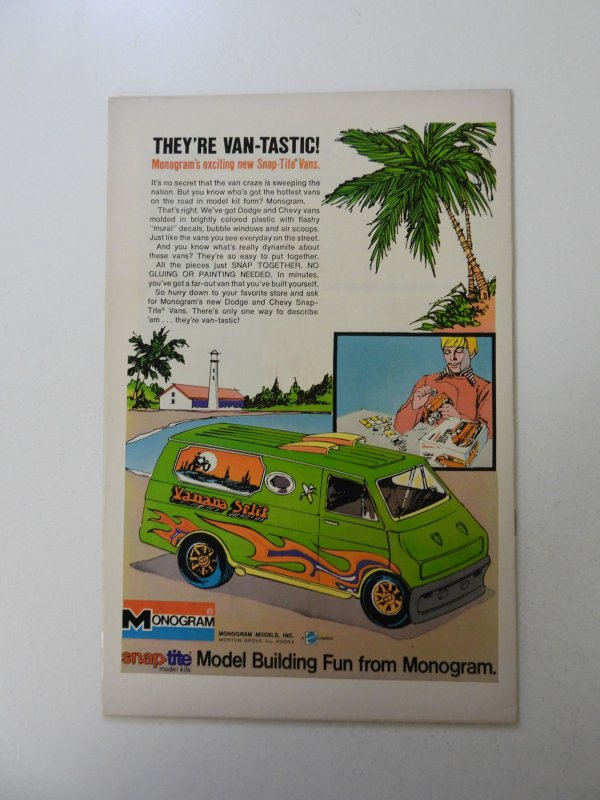 THEY'RE VAN-TASTIC!
Monogram's exciting new Snap-Tite® Vans.
It's no secret that the van craze is sweeping the
nation. But you know who's got the hottest vans
on the road in model kit form? Monogram.
That's right. We've got Dodge and Chevy vans
molded in brightly colored plastic with flashy
"mural" decals, bubble windows and air scoops.
Just like the vans you see everyday on the street.
And you know what's really dynamite about
these vans? They're so easy to put together.
All the pieces just SNAP TOGETHER. NO
GLUING OR PAINTING NEEDED. In minutes,
you've got a far-out van that you've built yourself.
So hurry down to your favorite store and ask
for Monogram's new Dodge and Chevy Snap-
Tite® Vans. There's only one way to describe
'em . . . they're van-tastic!
Vanana Split
MONOGRAM®
MONOGRAM MODELS, INC.
MORTON GROVE, ILL. 60053
A COMPANY
snap-tite®
model kits
Model Building Fun from Monogram.